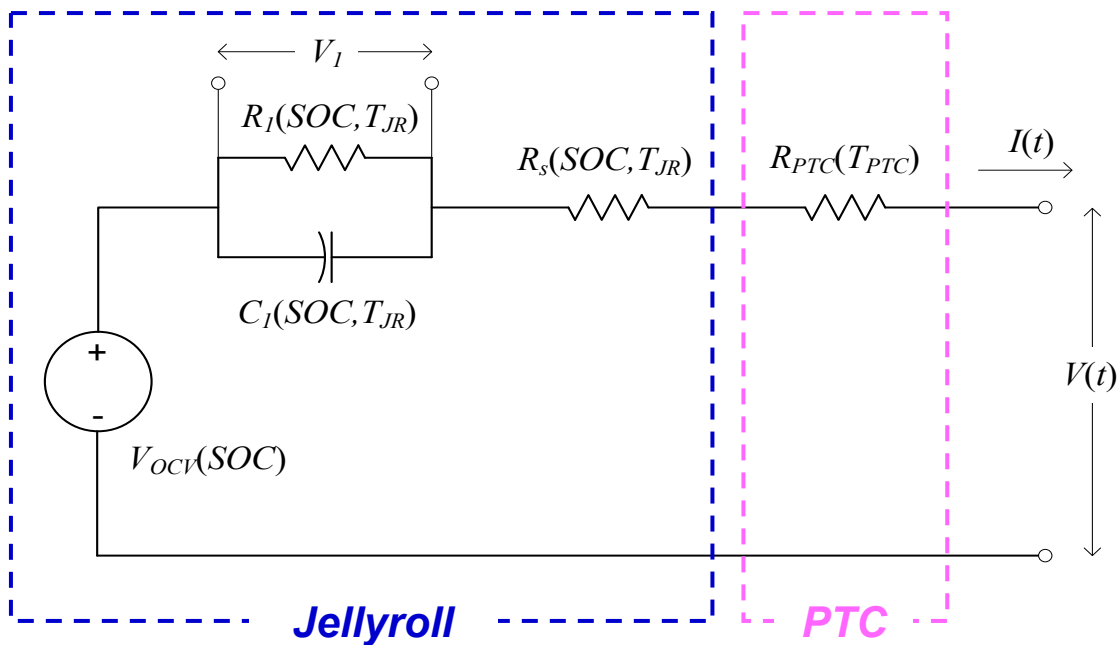 V1
R1(SOC,TJR)
Rs(SOC,TJR)
RPTC(TPTC)
I(t)
C1(SOC,TJR)
+
-
V(t)
VOCV(SOC)
Jellyroll
PTC